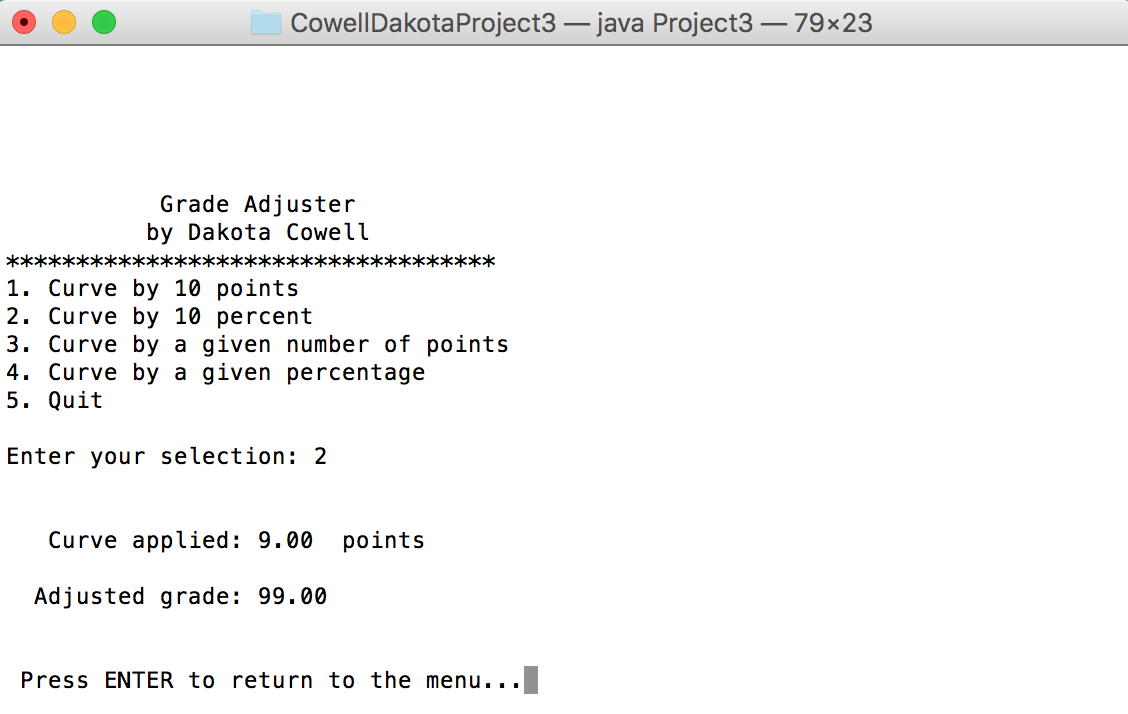 CowellDakotaProject3 — java Project3 — 79×23
Grade Adjuster
by Dakota Cowell
***********************************
1. Curve by 10 points
2. Curve by 10 percent
3. Curve by a given number of points
4. Curve by a given percentage
5. Quit
Enter your selection: 2
Curve applied: 9.00  points
Adjusted grade: 99.00
Press ENTER to return to the menu...